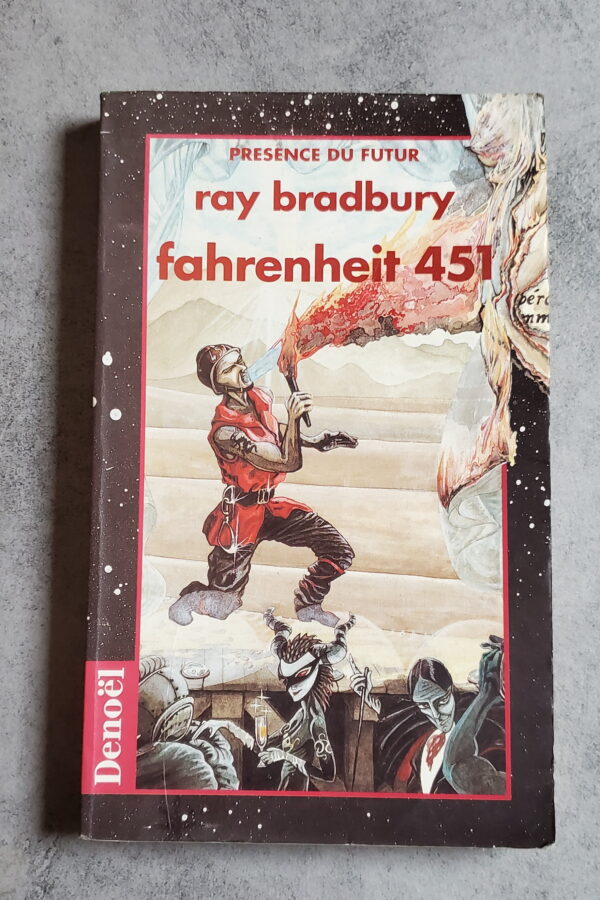 PRESENCE DU FUTUR
ray bradbury
fahrenheit 451
Denoël